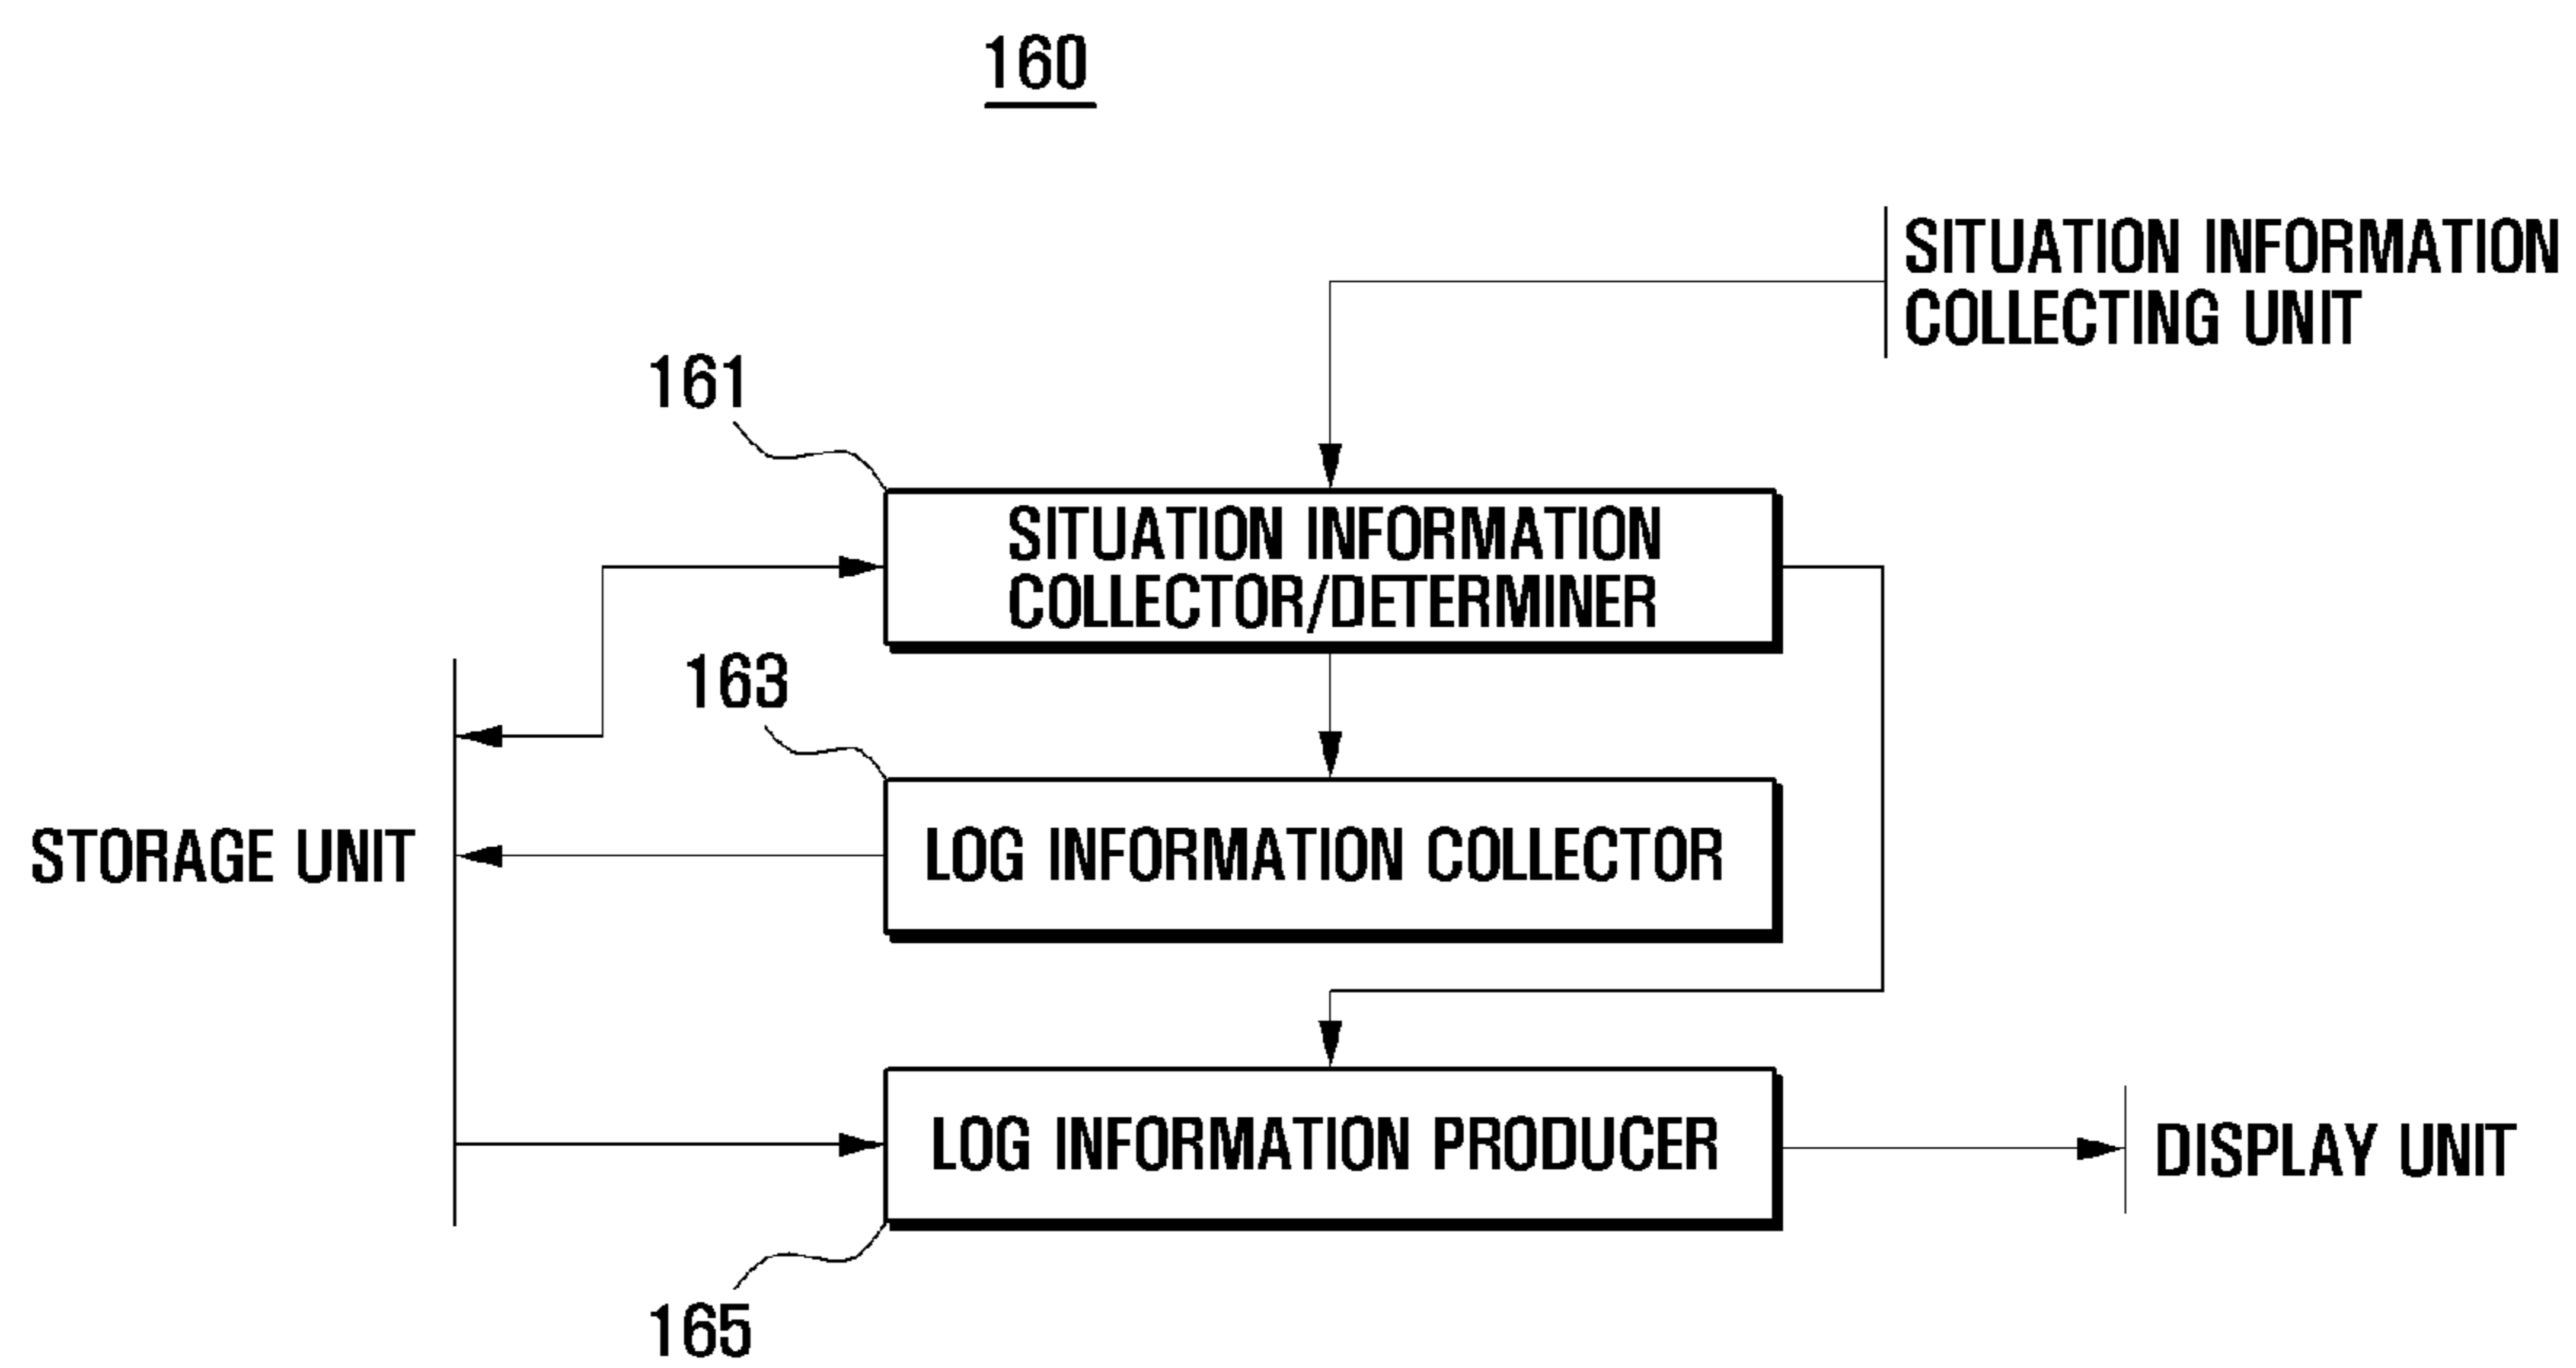 160
SITUATION INFORMATION
COLLECTING UNIT
161
SITUATION INFORMATION
COLLECTOR/DETERMINER
163
STORAGE UNIT
LOG INFORMATION COLLECTOR
LOG INFORMATION PRODUCER
DISPLAY UNIT
165